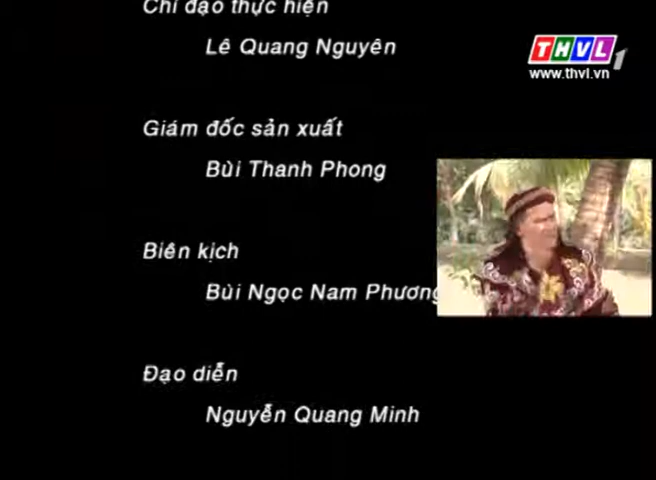 Chỉ đạo thực hiện
Lê Quang Nguyên
THVL1
www.thvl.vn
Giám đốc sản xuất
Bùi Thanh Phong
Biên kịch
Bùi Ngọc Nam Phương
Đạo diễn
Nguyễn Quang Minh